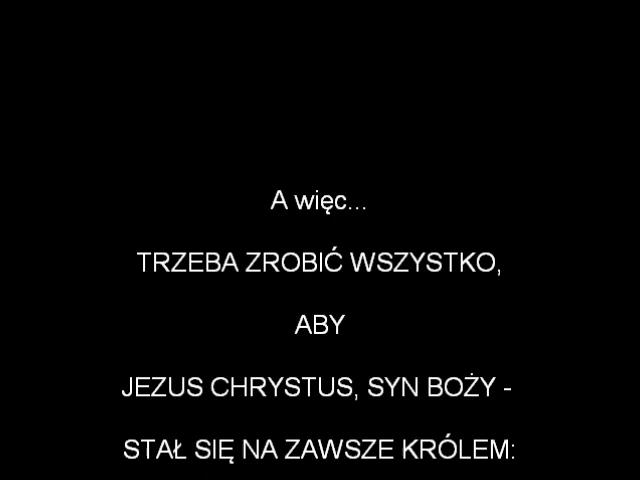 A więc...
TRZEBA ZROBIĆ WSZYSTKO,
ABY
JEZUS CHRYSTUS, SYN BOŻY -
STAŁ SIĘ NA ZAWSZE KRÓLEM: